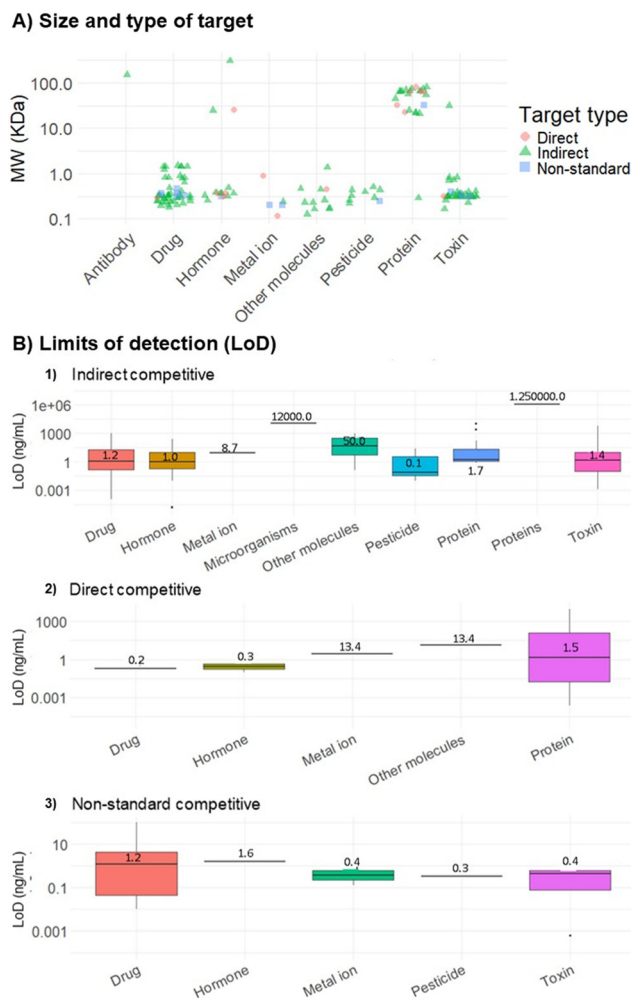 A) Size and type of target
MW (KDa)
100.0
10.0
1.0
0.1
Antibody
Drug
Hormone
Metal ion
Other molecules
Pesticide
Protein
Toxin
Target type
Direct
Indirect
Non-standard
B) Limits of detection (LoD)
1) Indirect competitive
LoD (ng/mL)
1e+06
1000
1
0.001
1.2
1.0
8.7
12000.0
50.0
0.1
1.7
1.250000.0
1.4
Drug
Hormone
Metal ion
Microorganisms
Other molecules
Pesticide
Protein
Proteins
Toxin
2) Direct competitive
LoD (ng/mL)
1000
1
0.001
0.2
0.3
13.4
13.4
1.5
Drug
Hormone
Metal ion
Other molecules
Protein
3) Non-standard competitive
LoD (ng/mL)
10
0.1
0.001
1.2
1.6
0.4
0.3
0.4
Drug
Hormone
Metal ion
Pesticide
Toxin